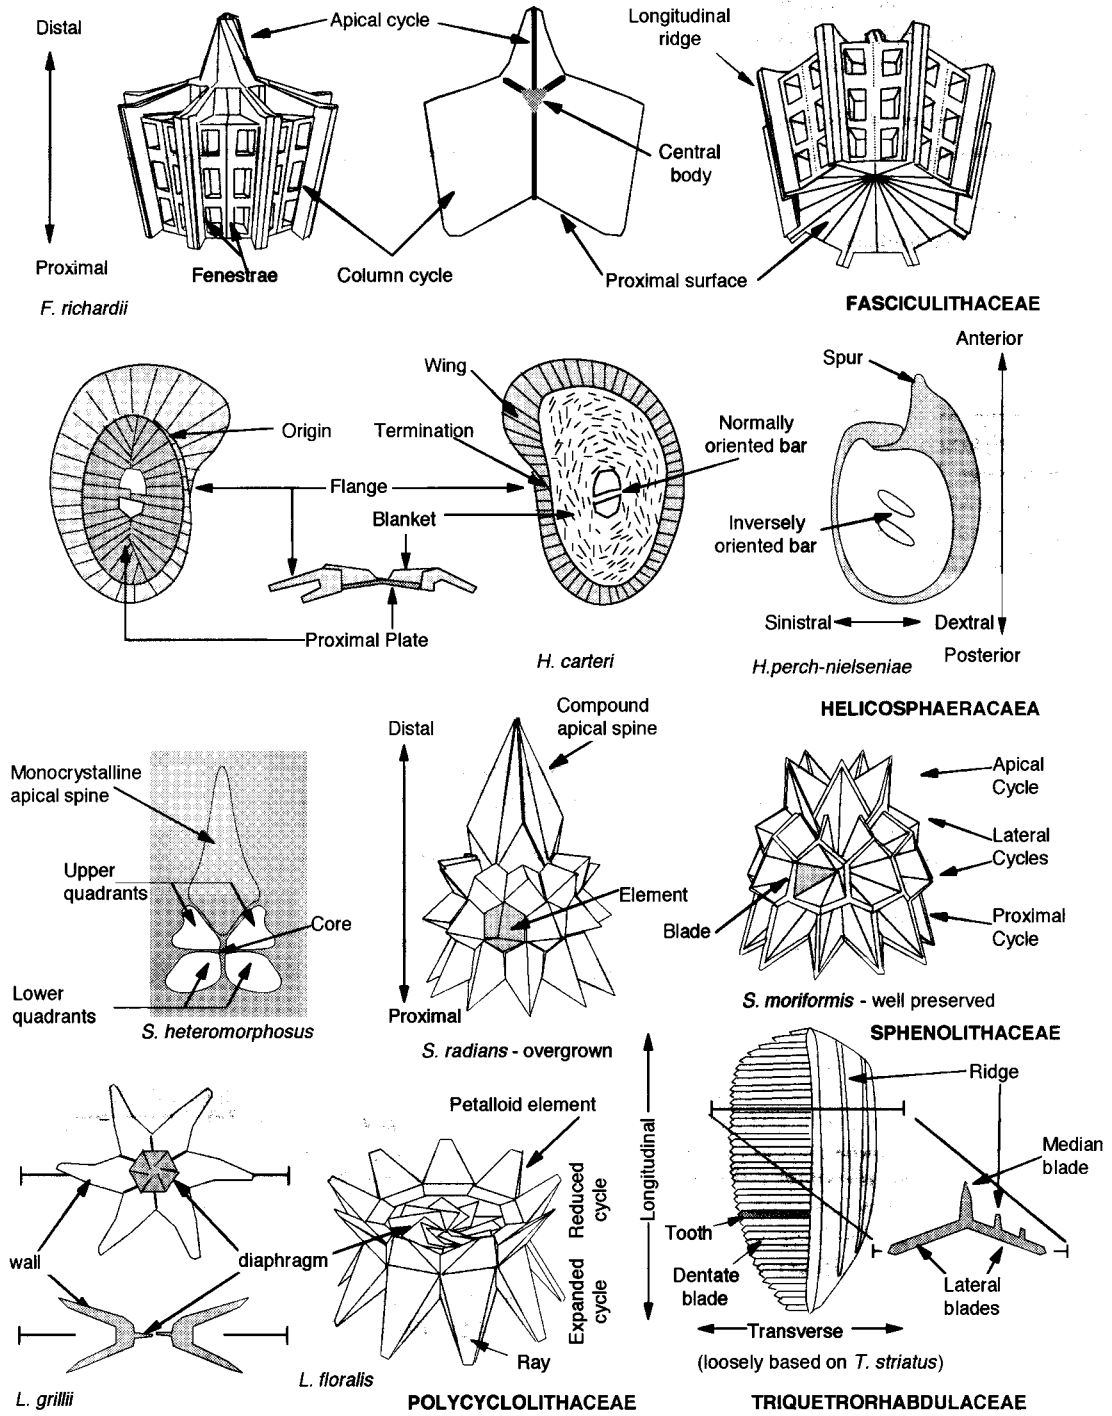 Distal
Apical cycle
Longitudinal
ridge
Central
body
Proximal
Fenestrae
Column cycle
Proximal surface
F. richardii
FASCICULITHACEAE
Anterior
Spur
Wing
Origin
Termination
Normally
oriented bar
Flange
Blanket
Inversely
oriented bar
Sinistral
Dextral
Proximal Plate
Posterior
H. carteri
H.perch-nielseniae
HELICOSPHAERACAEA
Compound
apical spine
Distal
Monocrystalline
apical spine
Apical
Cycle
Lateral
Cycles
Upper
quadrants
Element
Core
Blade
Proximal
Cycle
Lower
quadrants
Proximal
S. moriformis - well preserved
S. heteromorphosus
SPHENOLITHACEAE
S. radians - overgrown
Ridge
Petalloid element
Median
blade
Longitudinal
Reduced
cycle
Tooth
wall
diaphragm
Dentate
blade
Lateral
blades
Expanded
cycle
Transverse
Ray
(loosely based on T. striatus)
L. floralis
L. grillii
POLYCYCLOLITHACEAE
TRIQUETRORHABDULACEAE